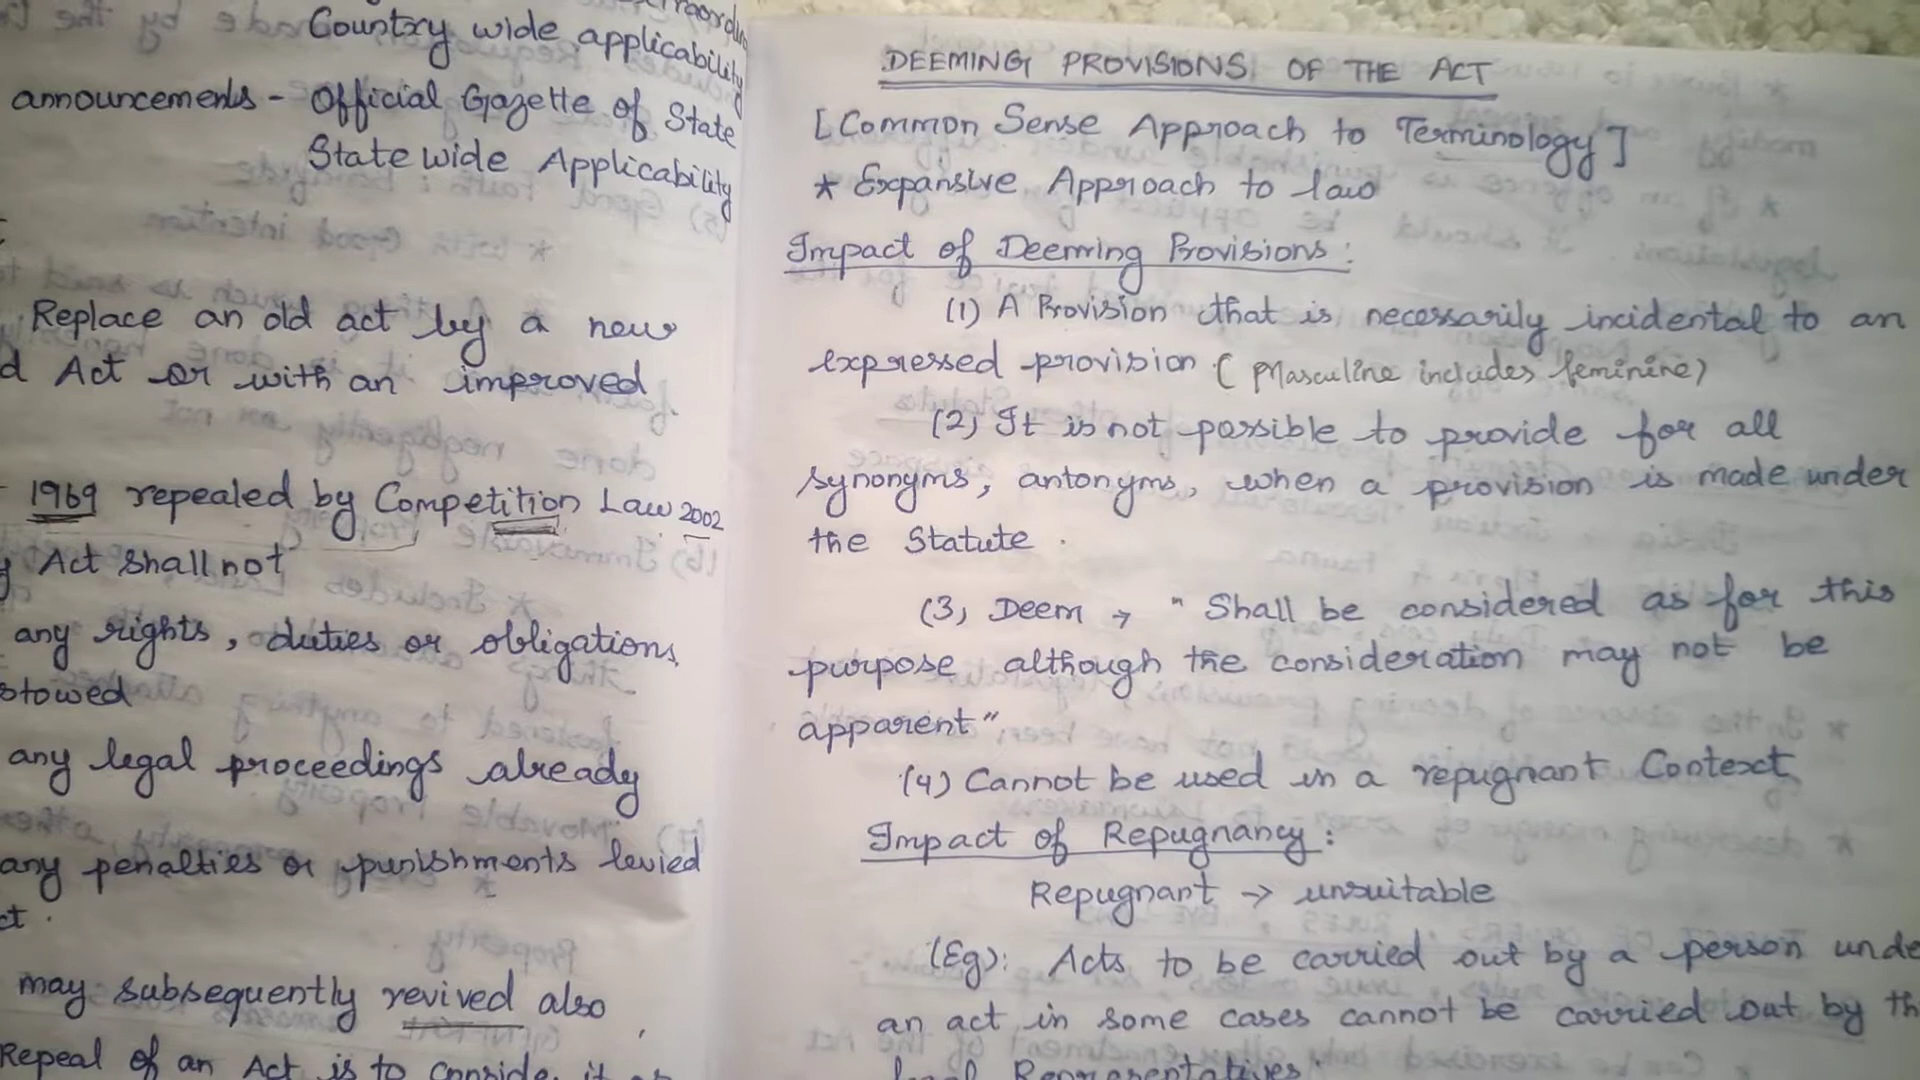 Country wide applicability
announcements - Official Gazette of State
State wide Applicability
Replace an old act by a new
d Act or with an improved
1969 repealed by Competition Law 2002
Act shall not
any rights, duties or obligations,
stowed
any legal proceedings already
any penalties or punishments levied
ct.
may subsequently revived also
Repeal of an Act is to conside it as
DEEMING PROVISIONS OF THE ACT
[Common Sense Approach to Terminology]
* Expansive Approach to law
Impact of Deeming Provisions:
(1) A Provision that is necessarily incidental to an
expressed provision (Masculine includes feminine)
(2) It is not possible to provide for all
synonyms, antonyms, when a provision is made under
the Statute.
(3) Deem → "Shall be considered as for this
purpose although the consideration may not be
apparent"
(4) Cannot be used in a repugnant Context
Impact of Repugnancy:
Repugnant → unsuitable
(Eg): Acts to be carried out by a person unde
an act in some cases cannot be carried out by th
legal Representatives